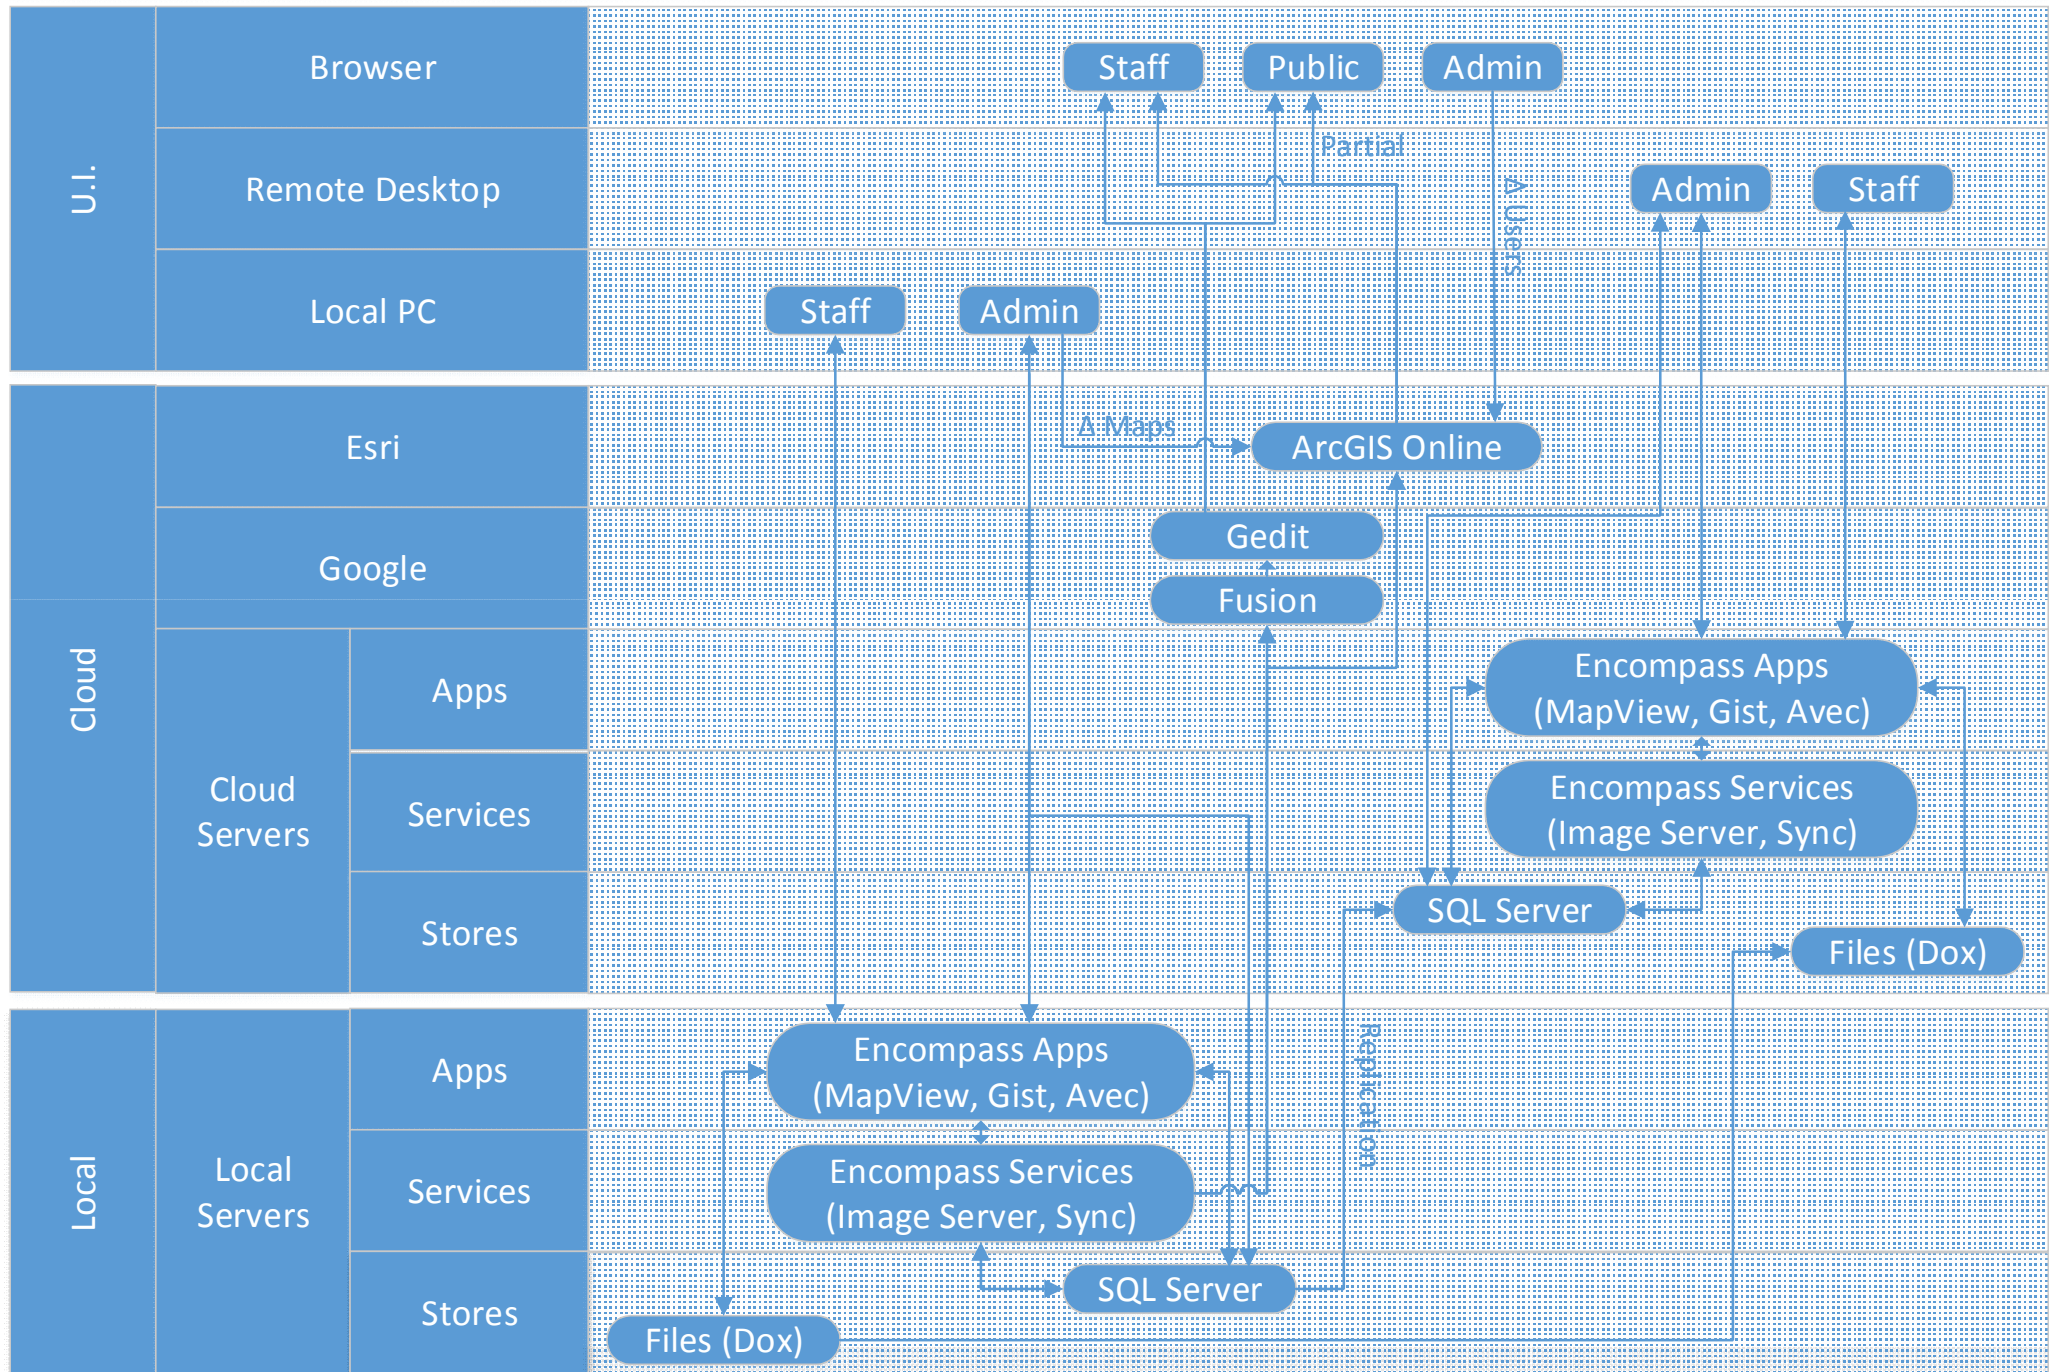 U.I.
Browser
Staff
Public
Admin
Partial
Remote Desktop
Δ Users
Admin
Staff
Local PC
Staff
Admin
Cloud
Esri
Δ Maps
ArcGIS Online
Google
Gedit
Fusion
Cloud
Servers
Apps
Encompass Apps
(MapView, Gist, Avec)
Services
Encompass Services
(Image Server, Sync)
Stores
SQL Server
Files (Dox)
Local
Local
Servers
Apps
Encompass Apps
(MapView, Gist, Avec)
Replication
Services
Encompass Services
(Image Server, Sync)
Stores
SQL Server
Files (Dox)